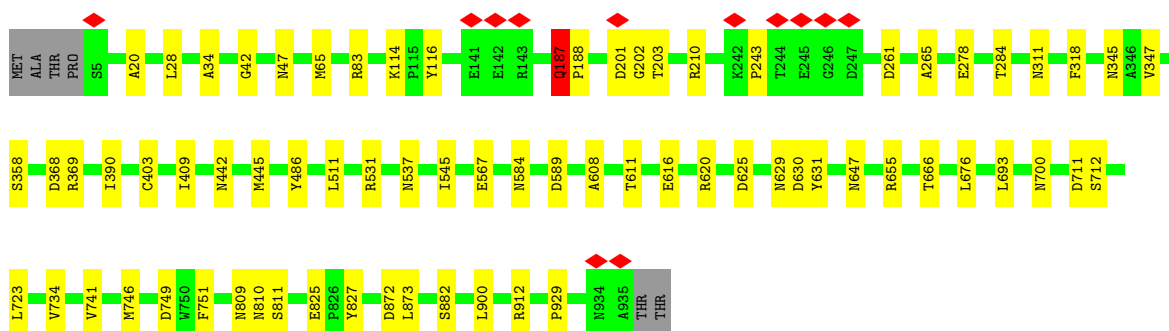 MET ALA THR PRO S5 A20 L28 A34 G42 N47 M65 R83 K114 P115 Y116 E141 E142 R143 Q187 P188 D201 G202 T203 R210 K242 P243 T244 E245 G246 D247 D261 A265 E278 T284 N311 F318 N345 A346 V347
S358 D368 R369 I390 C403 I409 N442 M445 Y486 L511 R531 N537 I545 E567 N584 D589 A608 T611 E616 R620 D625 N629 D630 Y631 N647 R655 T666 L676 L693 N700 D711 S712
L723 V734 V741 M746 D749 W750 F751 N809 N810 S811 E825 P826 Y827 D872 L873 S882 L900 R912 P929 N934 A935 THR THR